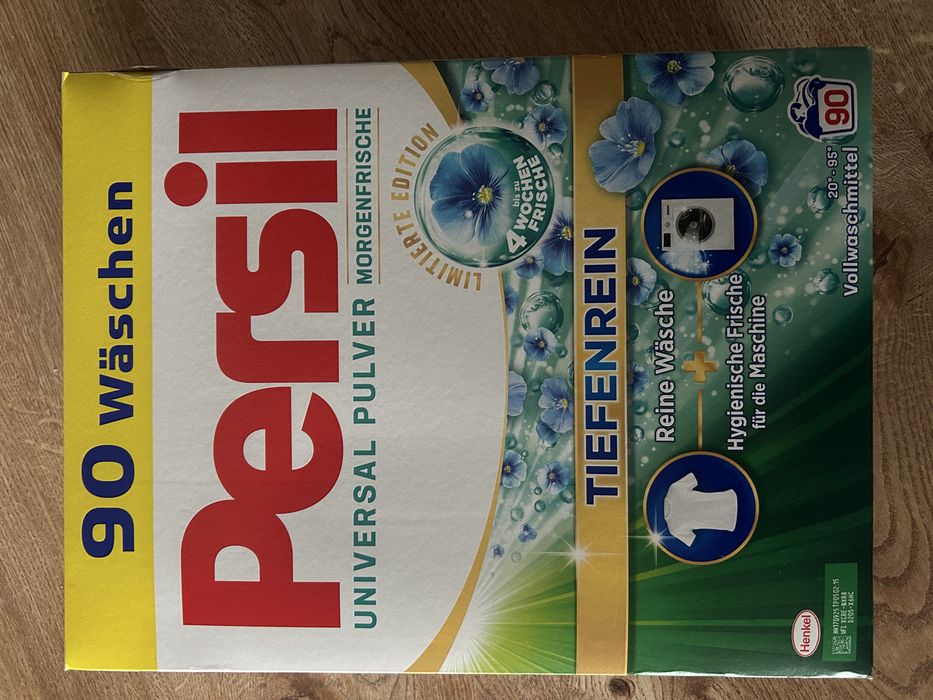 90 Wäschen
Persil
UNIVERSAL PULVER MORGENFRISCHE
LIMITIERTE EDITION
bis zu
4 WOCHEN
FRISCHE
TIEFENREIN
Reine Wäsche
+
Hygienische Frische
für die Maschine
90
20° - 95°
Vollwaschmittel
Henkel